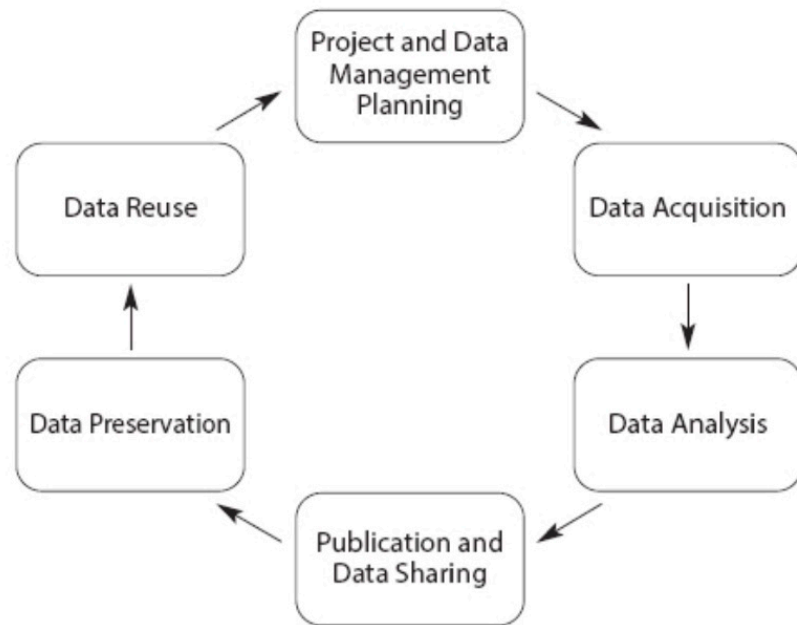 Project and Data
Management
Planning
Data Acquisition
Data Analysis
Publication and
Data Sharing
Data Preservation
Data Reuse